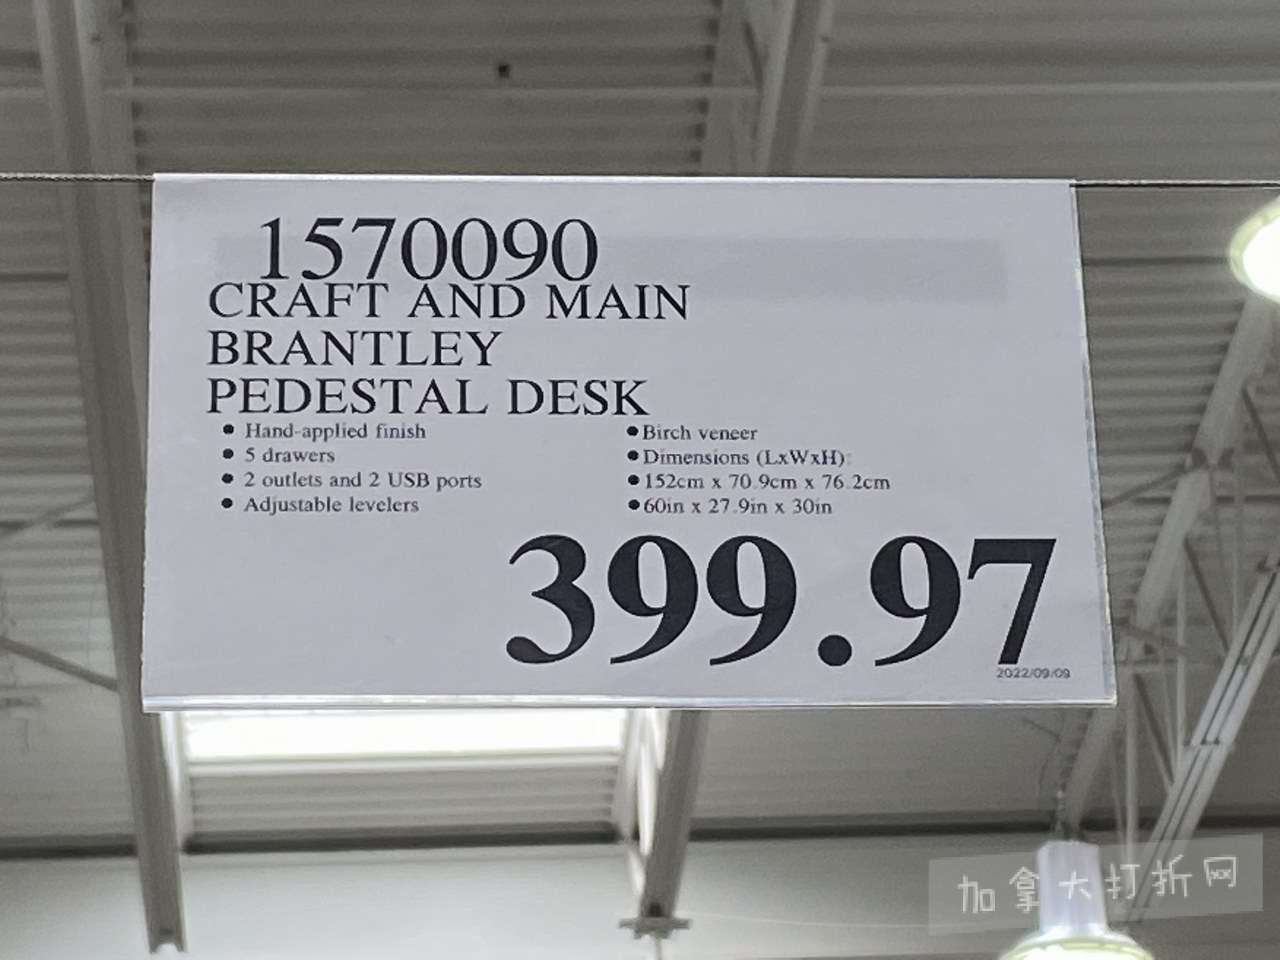 1570090
CRAFT AND MAIN
BRANTLEY
PEDESTAL DESK
● Hand-applied finish
● 5 drawers
● 2 outlets and 2 USB ports
● Adjustable levelers
● Birch veneer
● Dimensions (LxWxH):
● 152cm x 70.9cm x 76.2cm
● 60in x 27.9in x 30in
399.97
2022/09/09
加拿大打折网